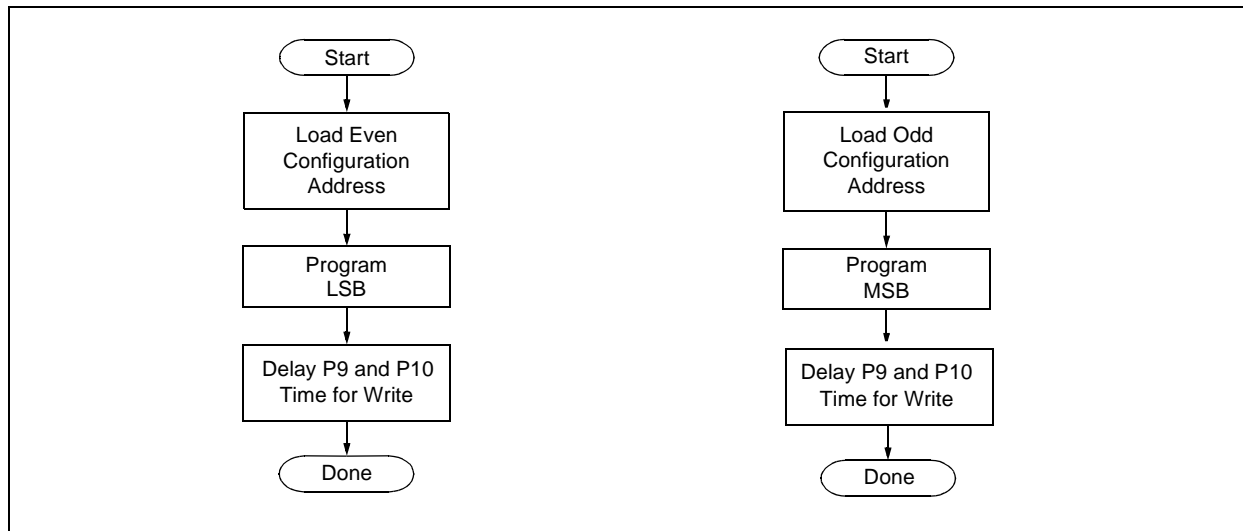 Start
Load Even
Configuration
Address
Program
LSB
Delay P9 and P10
Time for Write
Done
Start
Load Odd
Configuration
Address
Program
MSB
Delay P9 and P10
Time for Write
Done